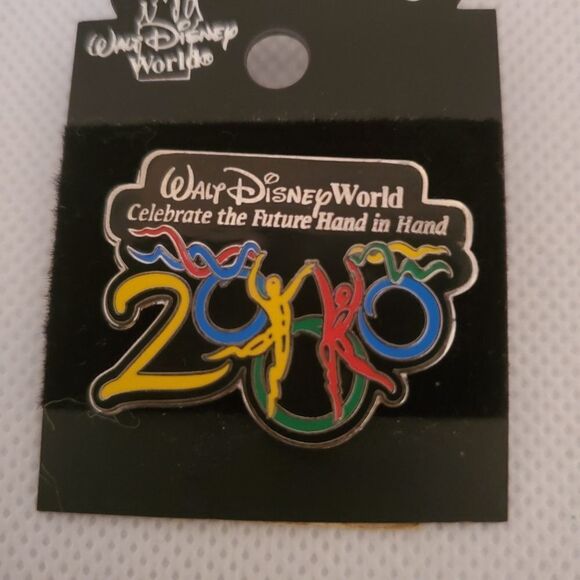 Walt Disney
World®
Walt Disney World
Celebrate the Future Hand in Hand
2000